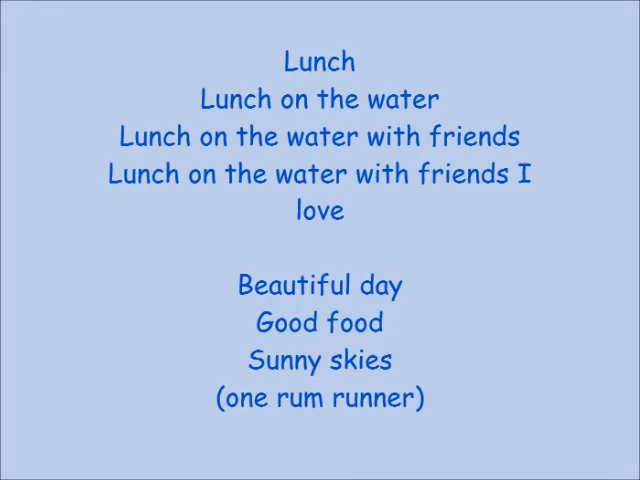 Lunch
Lunch on the water
Lunch on the water with friends
Lunch on the water with friends I
love
Beautiful day
Good food
Sunny skies
(one rum runner)